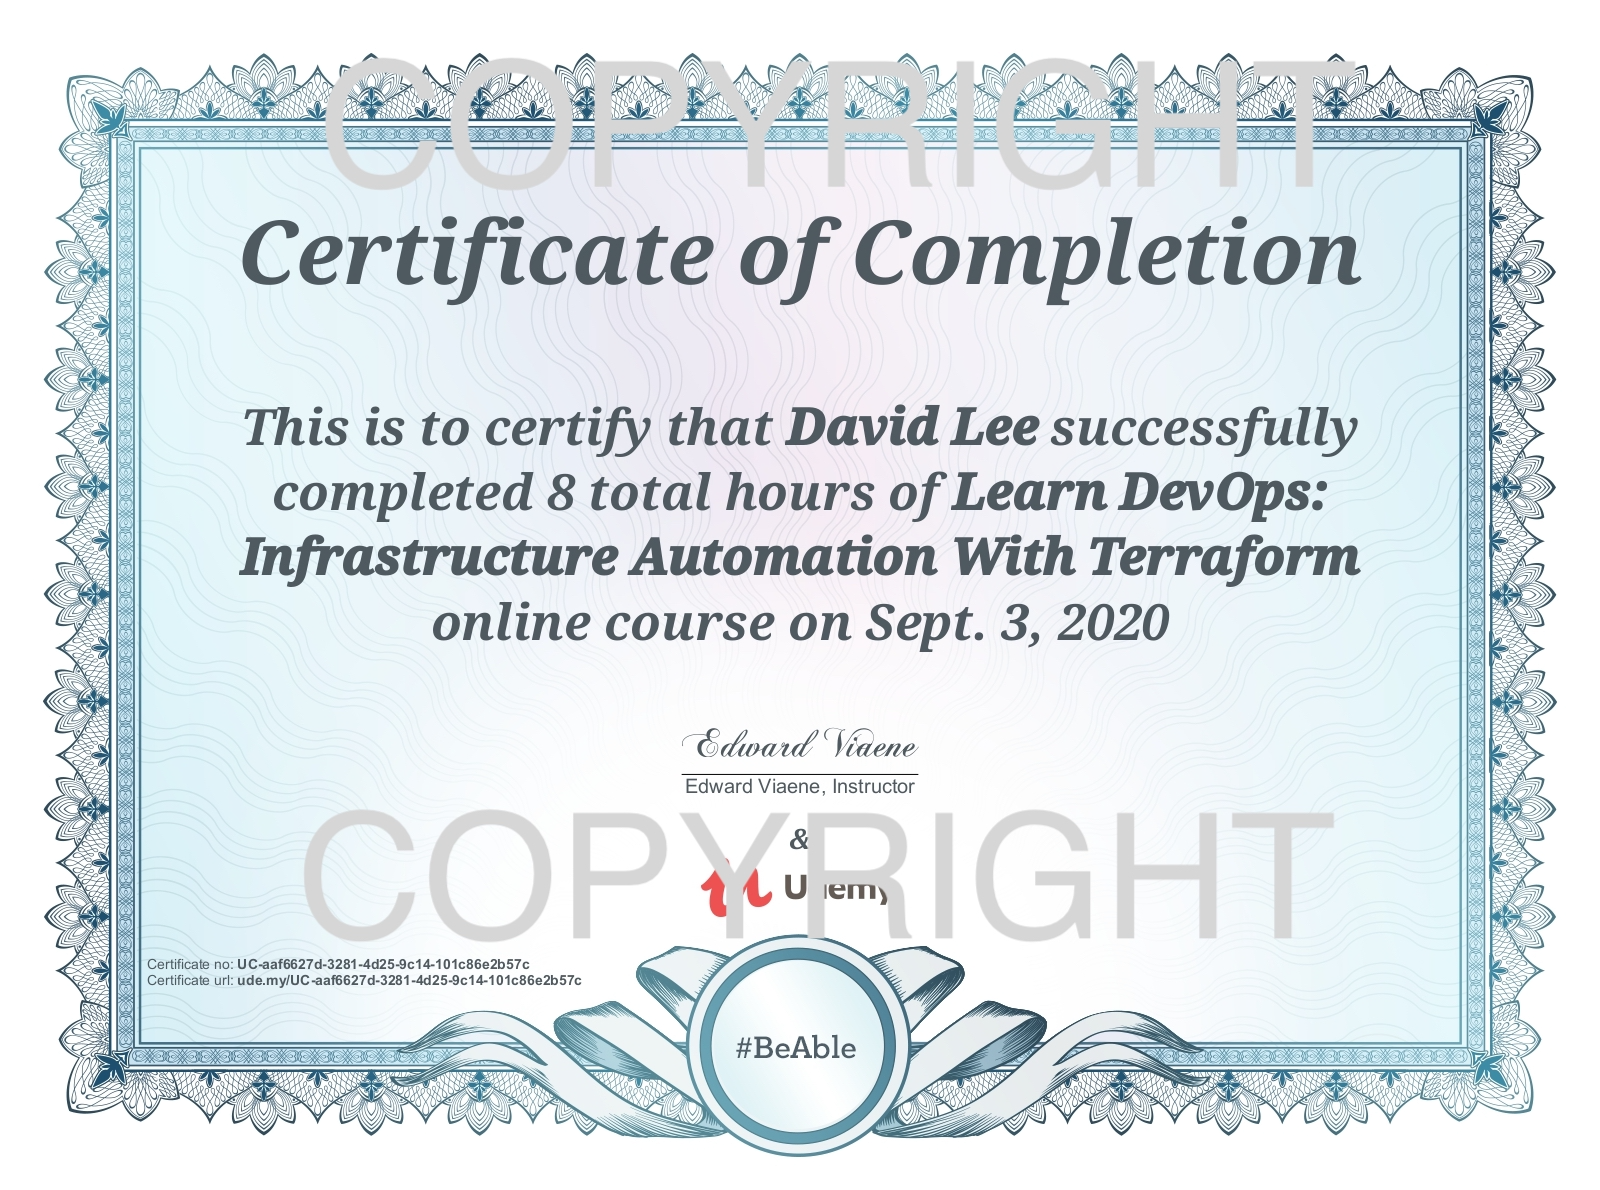 COPYRIGHT
Certificate of Completion
This is to certify that David Lee successfully
completed 8 total hours of Learn DevOps:
Infrastructure Automation With Terraform
online course on Sept. 3, 2020
Edward Viaene
Edward Viaene, Instructor
&
COPYRIGHT
Udemy
Certificate no: UC-aaf6627d-3281-4d25-9c14-101c86e2b57c
Certificate url: ude.my/UC-aaf6627d-3281-4d25-9c14-101c86e2b57c
#BeAble